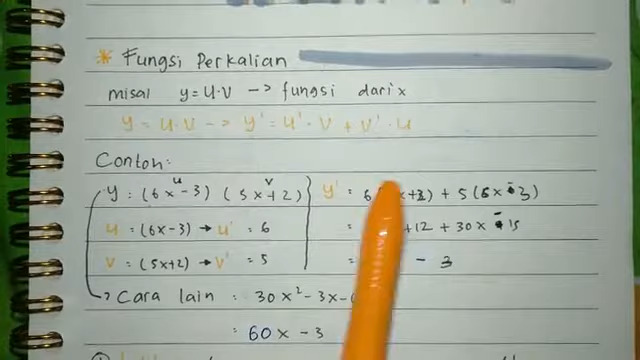 * Fungsi Perkalian
misal y = u.v -> fungsi dari x
y = u.v -> y' = u'.v + v'.u
Contoh:
u v
y = (6x-3) (5x+2)
u = (6x-3) → u' = 6
v = (5x+2) → v' = 5
y' = 6( x+2) + 5(6x-3)
= +12 + 30x - 15
= - 3
Cara lain : 30x² - 3x -
= 60x - 3